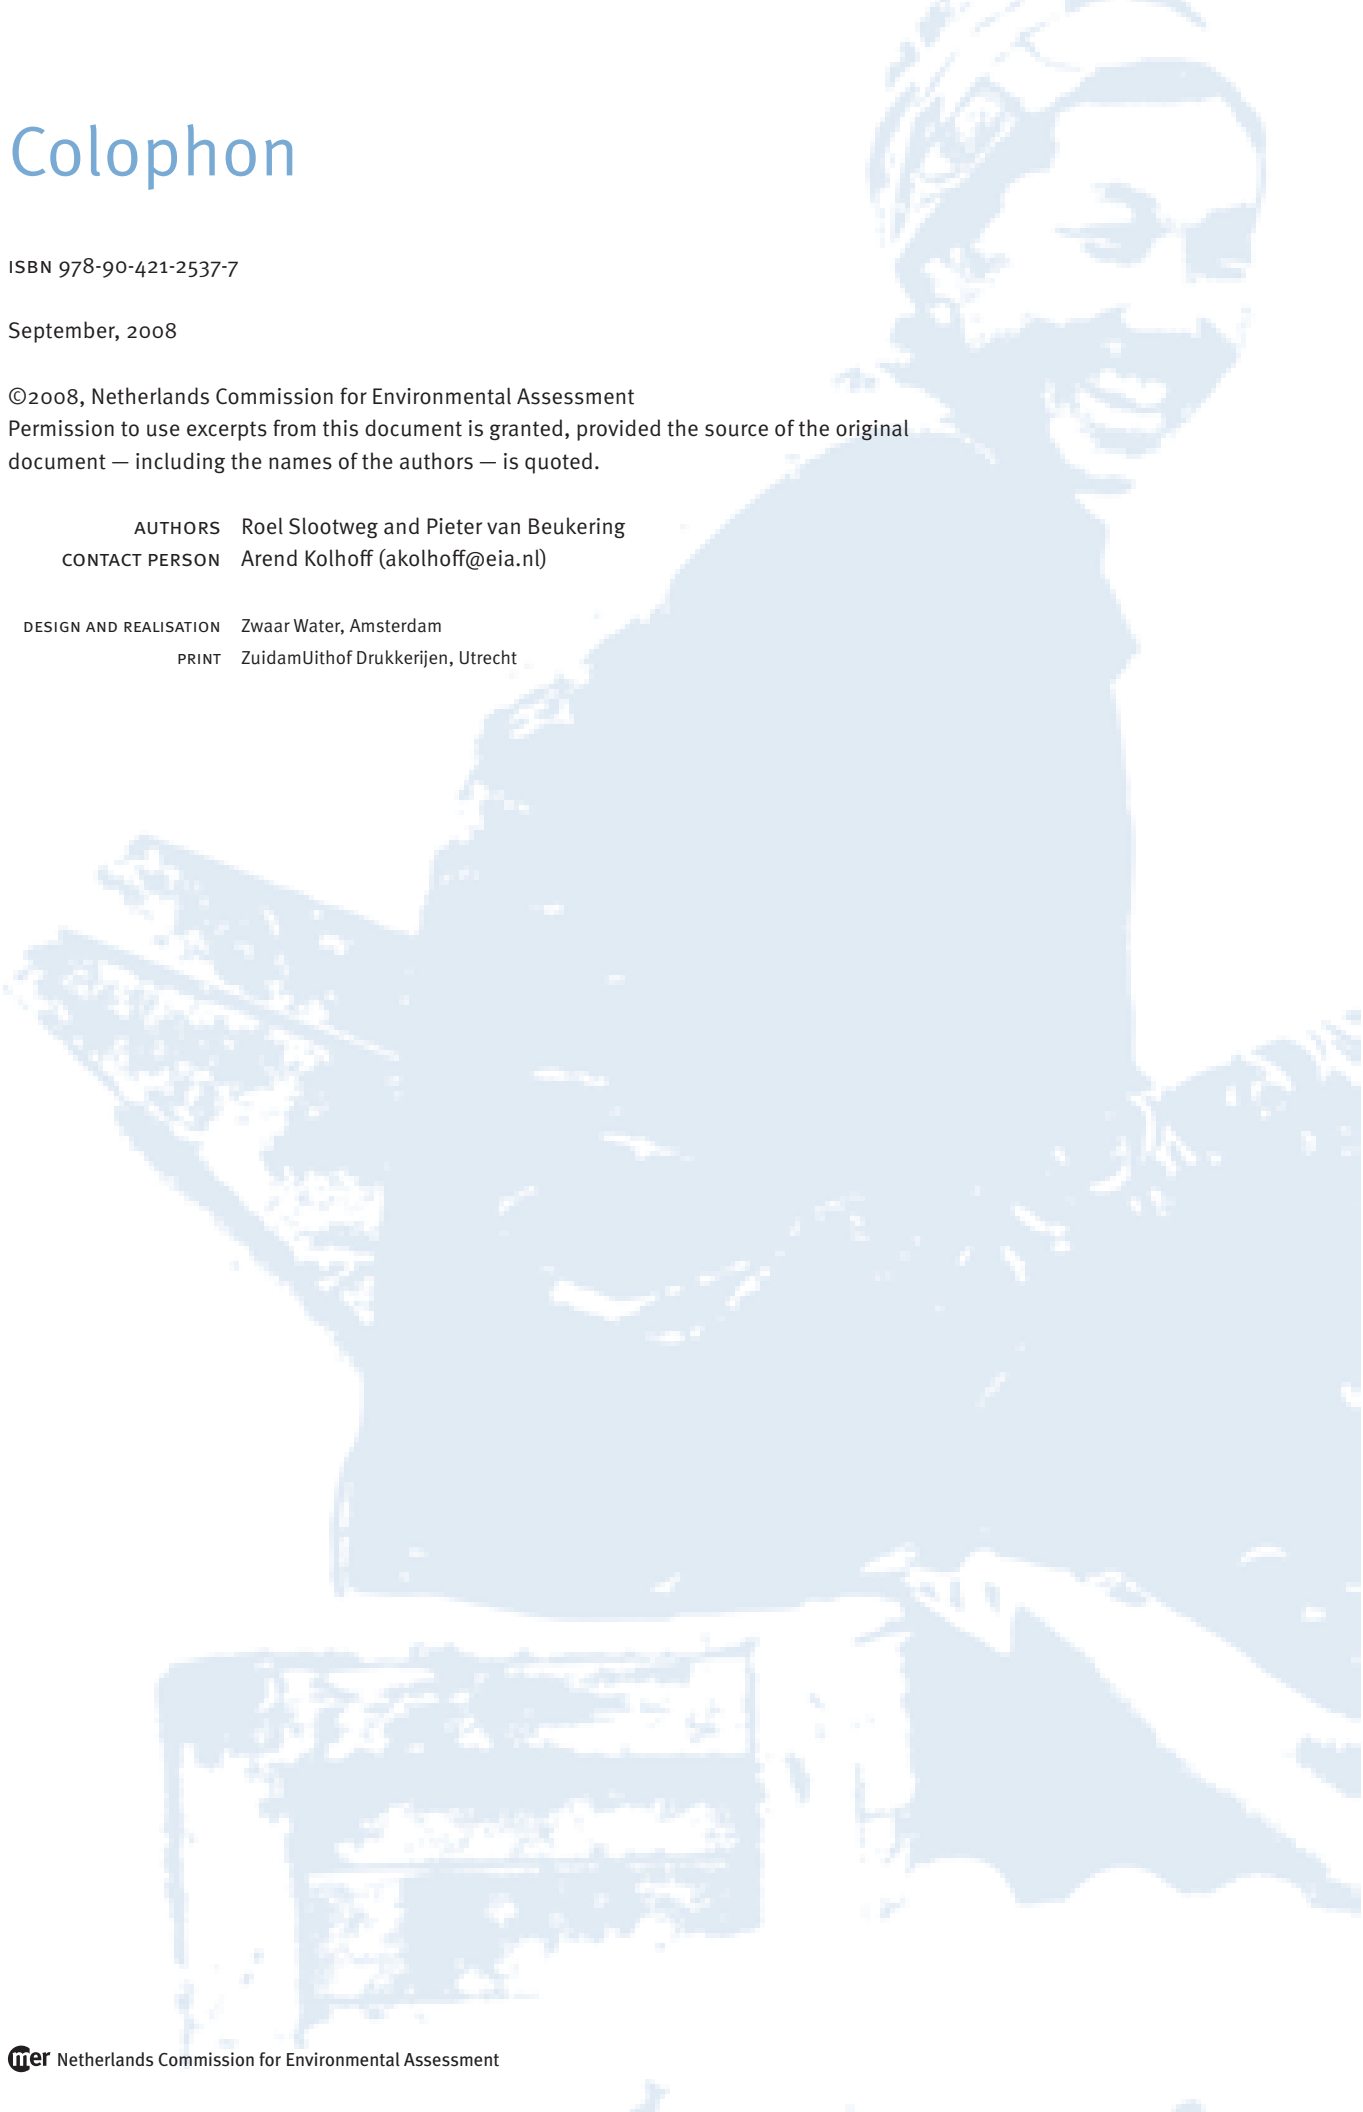 Colophon
ISBN 978-90-421-2537-7
September, 2008
©2008, Netherlands Commission for Environmental Assessment
Permission to use excerpts from this document is granted, provided the source of the original
document — including the names of the authors — is quoted.
AUTHORS Roel Slootweg and Pieter van Beukering
CONTACT PERSON Arend Kolhoff (akolhoff@eia.nl)
DESIGN AND REALISATION Zwaar Water, Amsterdam
PRINT ZuidamUithof Drukkerijen, Utrecht
mer Netherlands Commission for Environmental Assessment